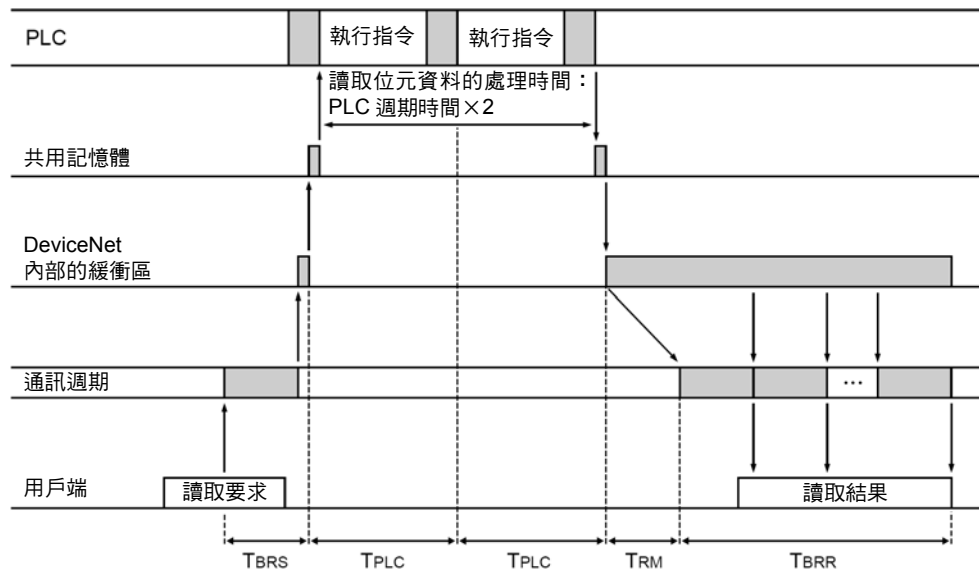 PLC
執行指令
執行指令
讀取位元資料的處理時間：
PLC 週期時間×2
共用記憶體
DeviceNet
內部的緩衝區
通訊週期
...
用戶端
讀取要求
讀取結果
TBRS
TPLC
TPLC
TRM
TBRR